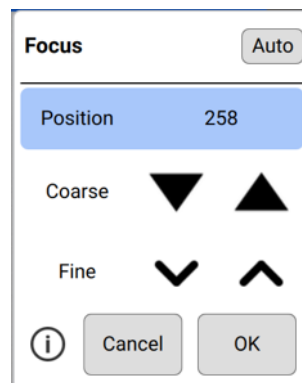 Focus Auto
Position 258
Coarse
Fine
i Cancel OK